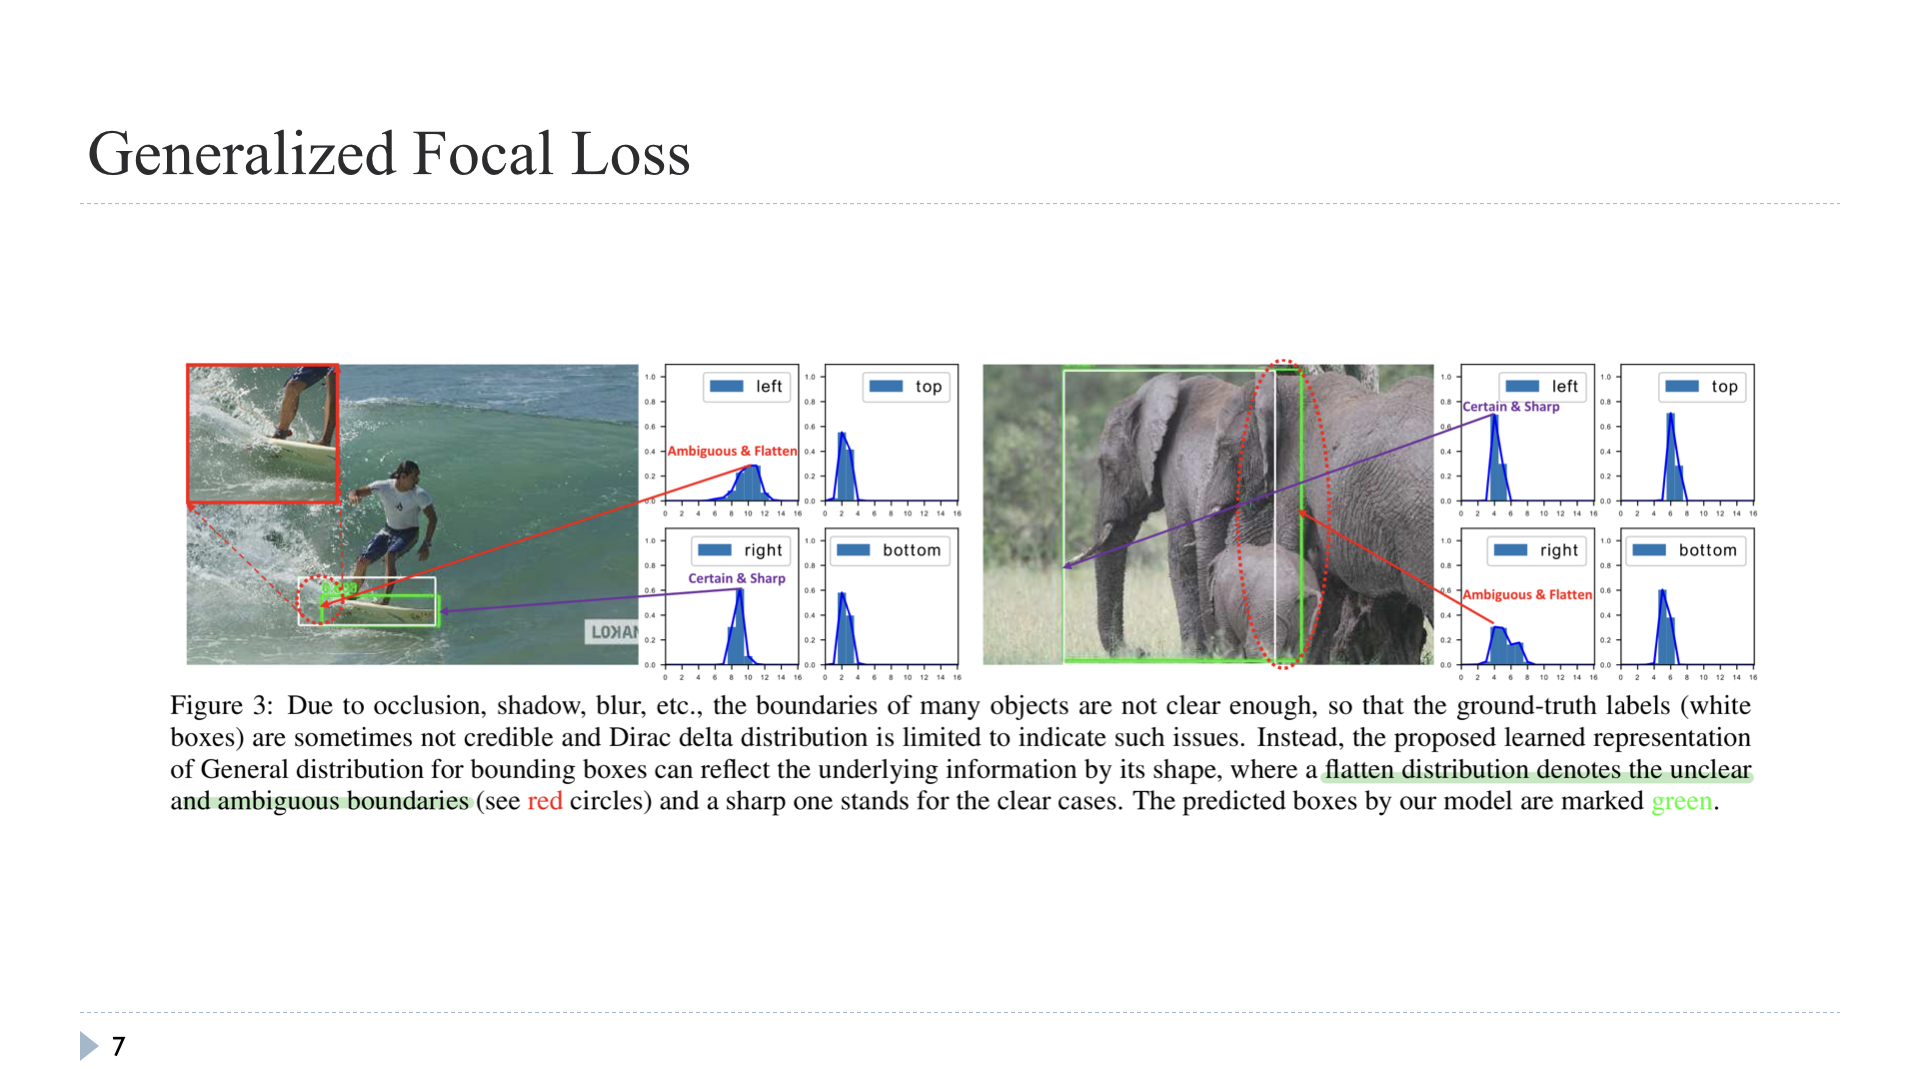 Generalized Focal Loss
left
top
Ambiguous & Flatten
right
bottom
Certain & Sharp
LOKAN
left
top
Certain & Sharp
right
bottom
Ambiguous & Flatten
1.0
0.8
0.6
0.4
0.2
0.0
0 2 4 6 8 10 12 14 16
Figure 3: Due to occlusion, shadow, blur, etc., the boundaries of many objects are not clear enough, so that the ground-truth labels (white
boxes) are sometimes not credible and Dirac delta distribution is limited to indicate such issues. Instead, the proposed learned representation
of General distribution for bounding boxes can reflect the underlying information by its shape, where a flatten distribution denotes the unclear
and ambiguous boundaries (see red circles) and a sharp one stands for the clear cases. The predicted boxes by our model are marked green.
7